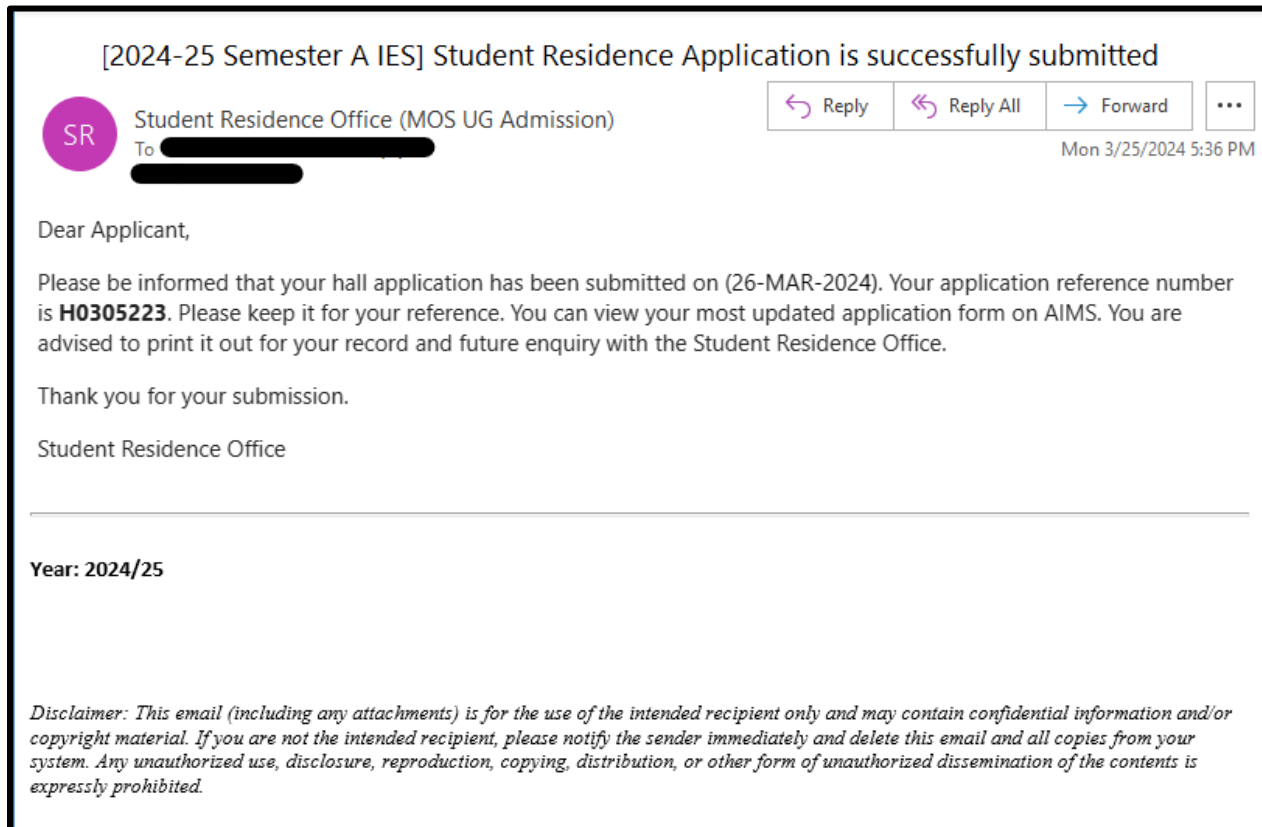 [2024-25 Semester A IES] Student Residence Application is successfully submitted
SR
Student Residence Office (MOS UG Admission)
To
Reply
Reply All
Forward
...
Mon 3/25/2024 5:36 PM
Dear Applicant,
Please be informed that your hall application has been submitted on (26-MAR-2024). Your application reference number
is H0305223. Please keep it for your reference. You can view your most updated application form on AIMS. You are
advised to print it out for your record and future enquiry with the Student Residence Office.
Thank you for your submission.
Student Residence Office
Year: 2024/25
Disclaimer: This email (including any attachments) is for the use of the intended recipient only and may contain confidential information and/or
copyright material. If you are not the intended recipient, please notify the sender immediately and delete this email and all copies from your
system. Any unauthorized use, disclosure, reproduction, copying, distribution, or other form of unauthorized dissemination of the contents is
expressly prohibited.